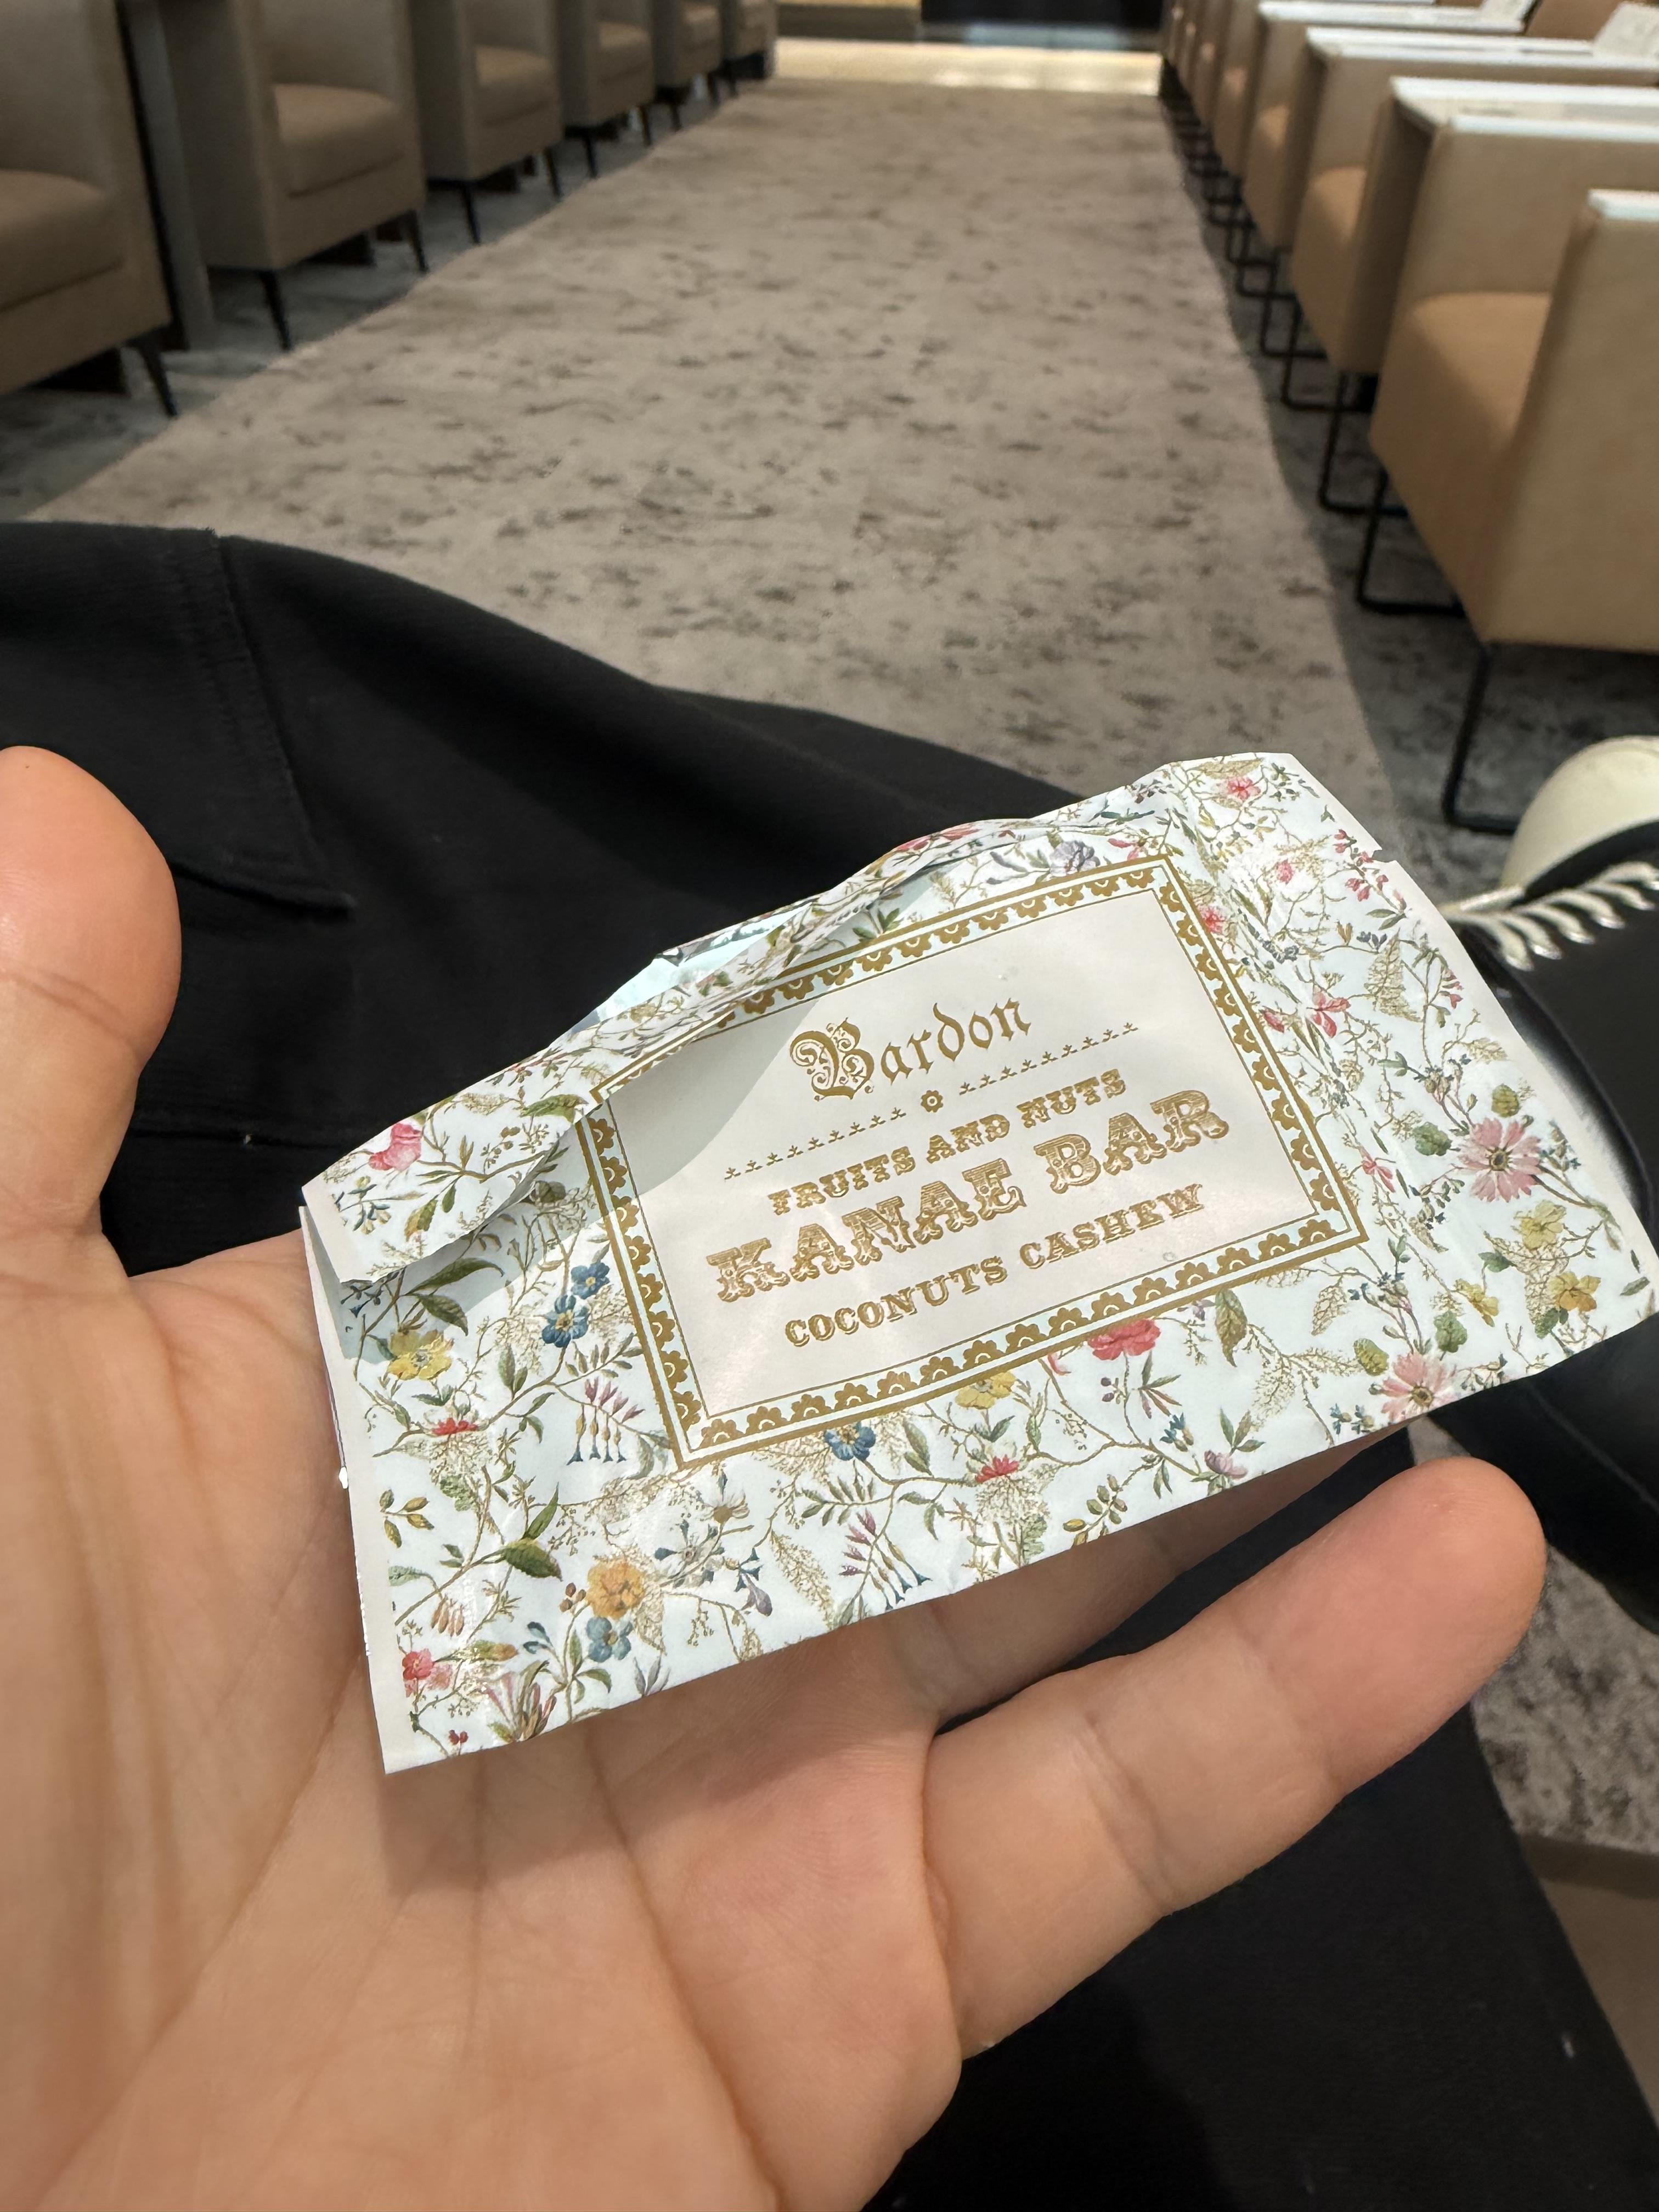 Bardon
FRUITS AND NUTS
KANAE BAR
COCONUTS CASHEW